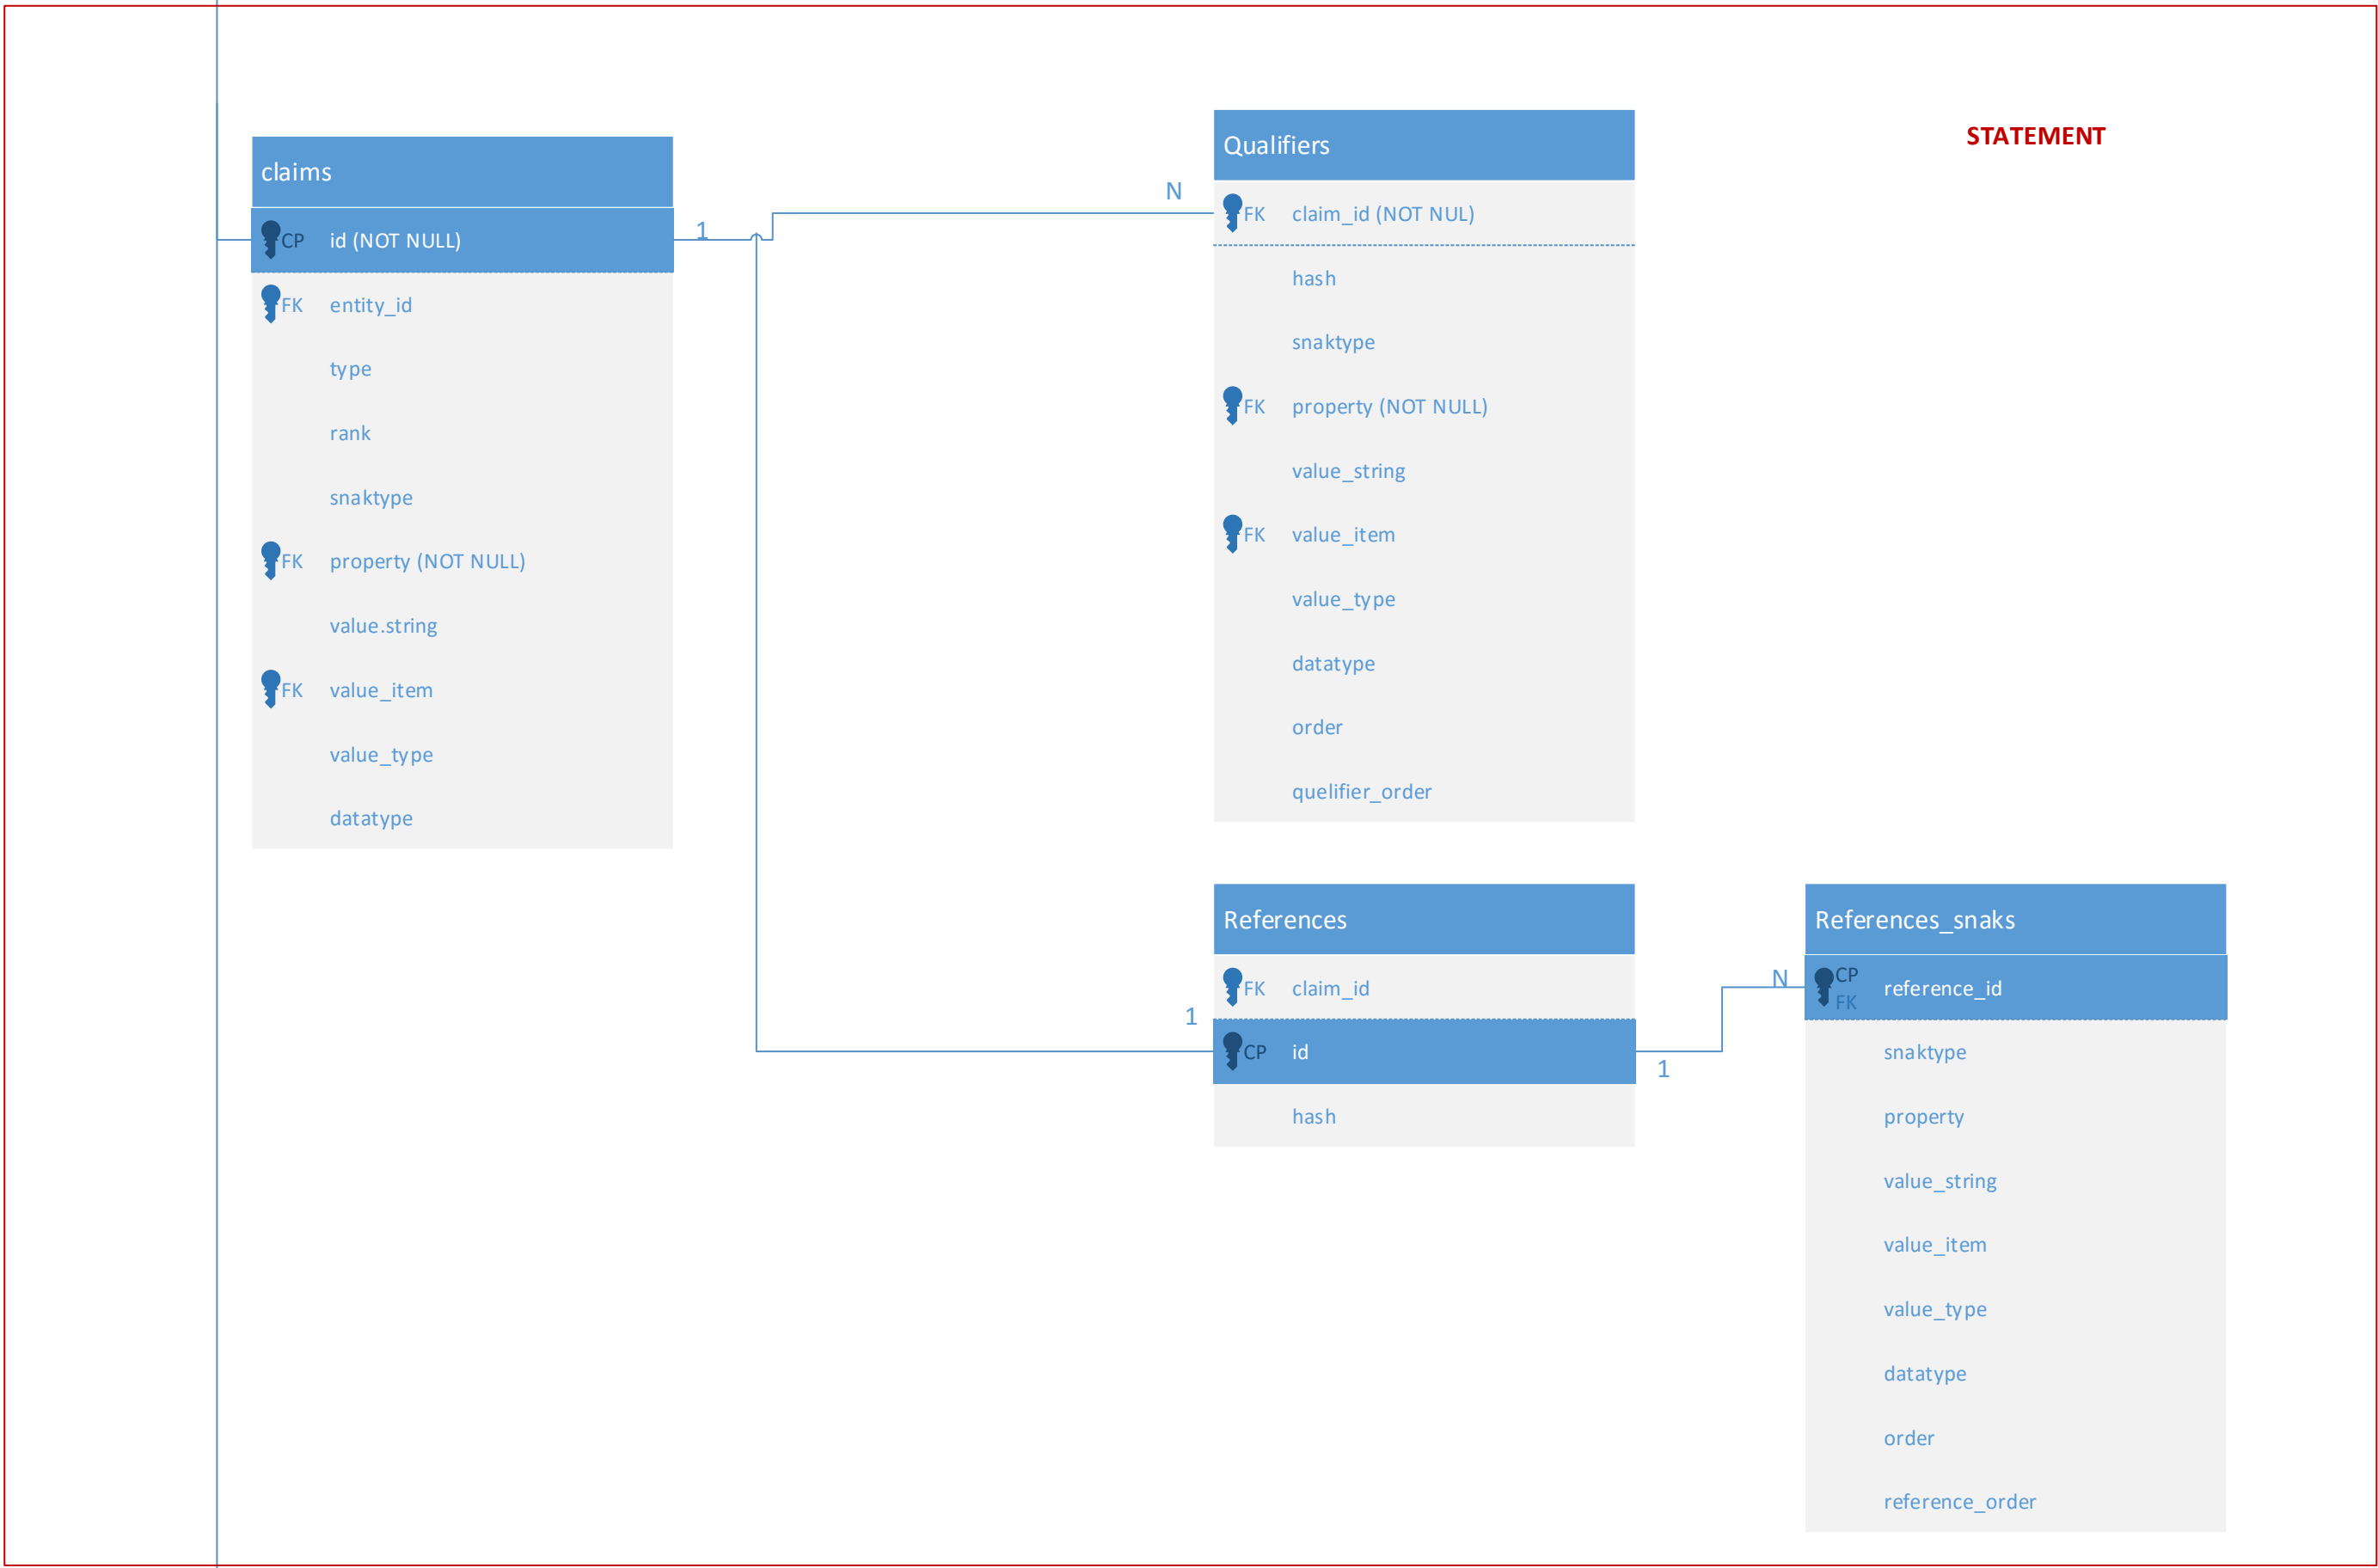 STATEMENT
claims
CP id (NOT NULL)
FK entity_id
type
rank
snaktype
FK property (NOT NULL)
value.string
FK value_item
value_type
datatype
1
N
Qualifiers
FK claim_id (NOT NUL)
hash
snaktype
FK property (NOT NULL)
value_string
FK value_item
value_type
datatype
order
quelifier_order
References
FK claim_id
1
CP id
hash
1
N
References_snaks
CP
FK reference_id
snaktype
property
value_string
value_item
value_type
datatype
order
reference_order